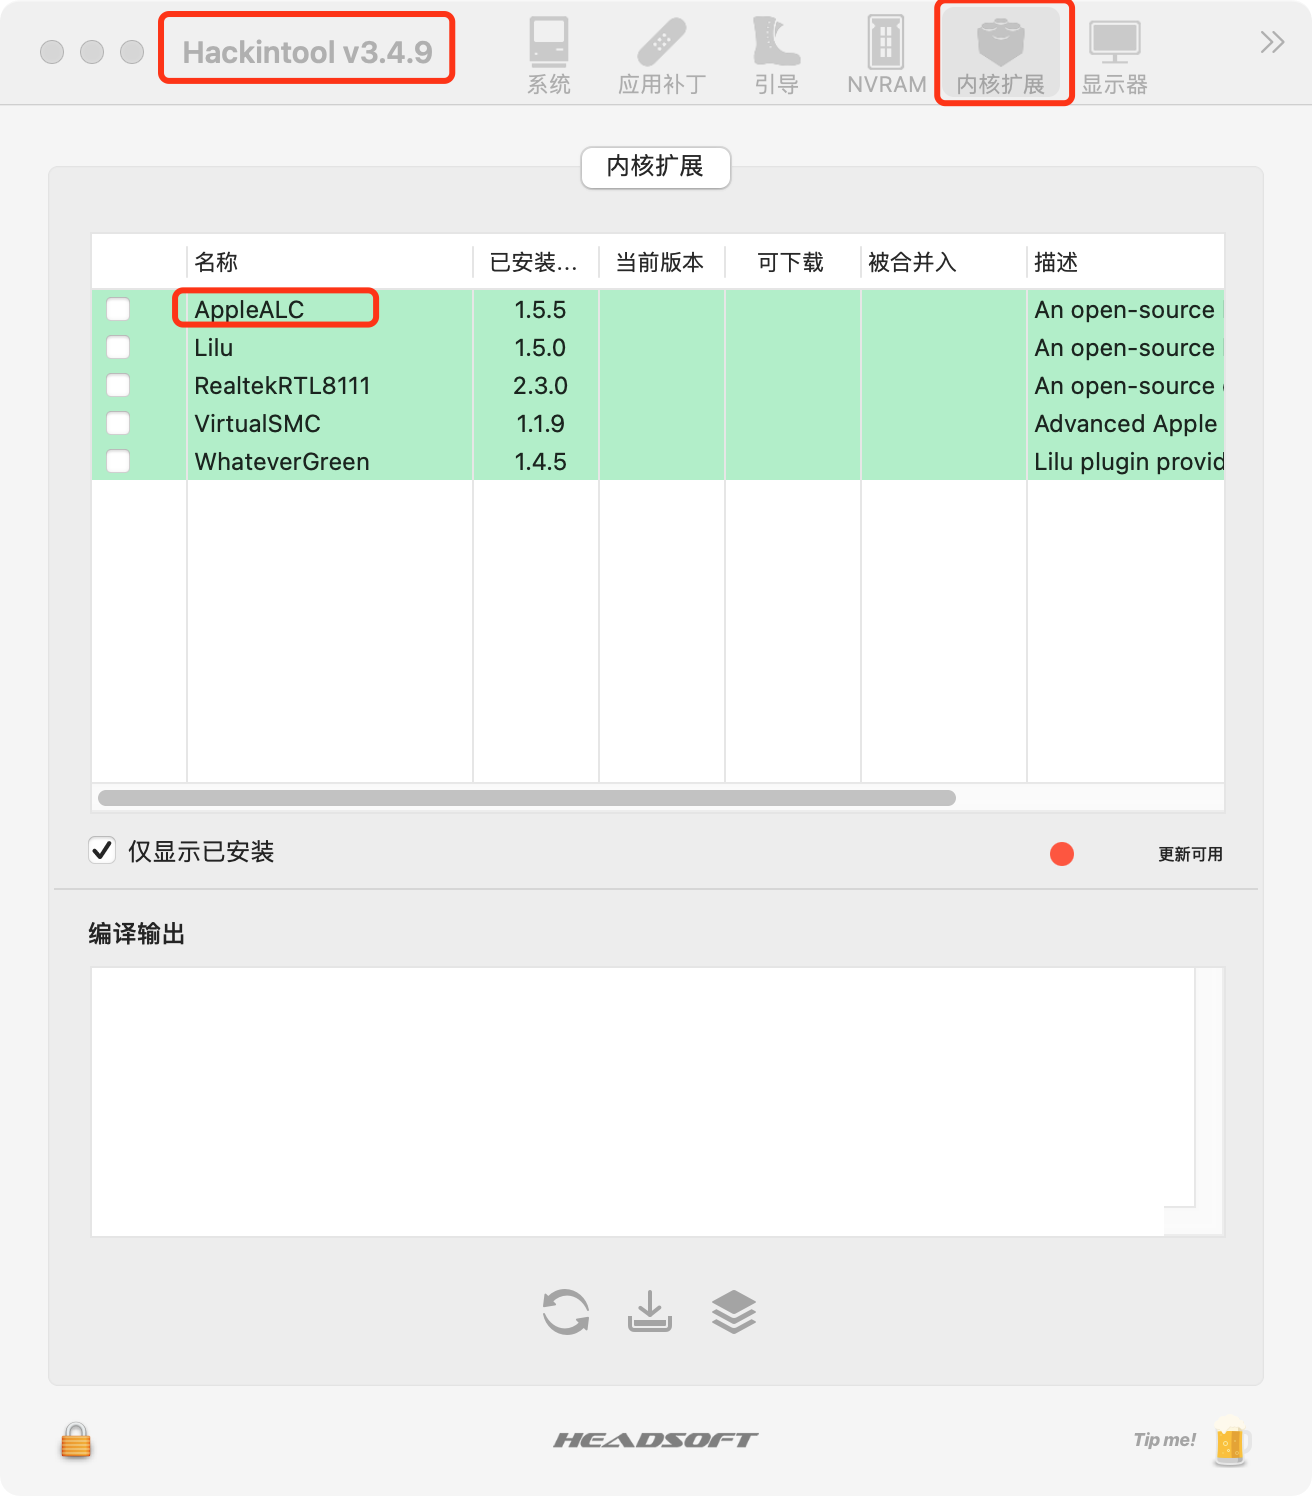 Hackintool v3.4.9
系统 应用补丁 引导 NVRAM 内核扩展 显示器
内核扩展
名称 已安装... 当前版本 可下载 被合并入 描述
AppleALC 1.5.5 An open-source
Lilu 1.5.0 An open-source
RealtekRTL8111 2.3.0 An open-source
VirtualSMC 1.1.9 Advanced Apple
WhateverGreen 1.4.5 Lilu plugin provid
仅显示已安装 更新可用
编译输出
HEADSOFT Tip me!